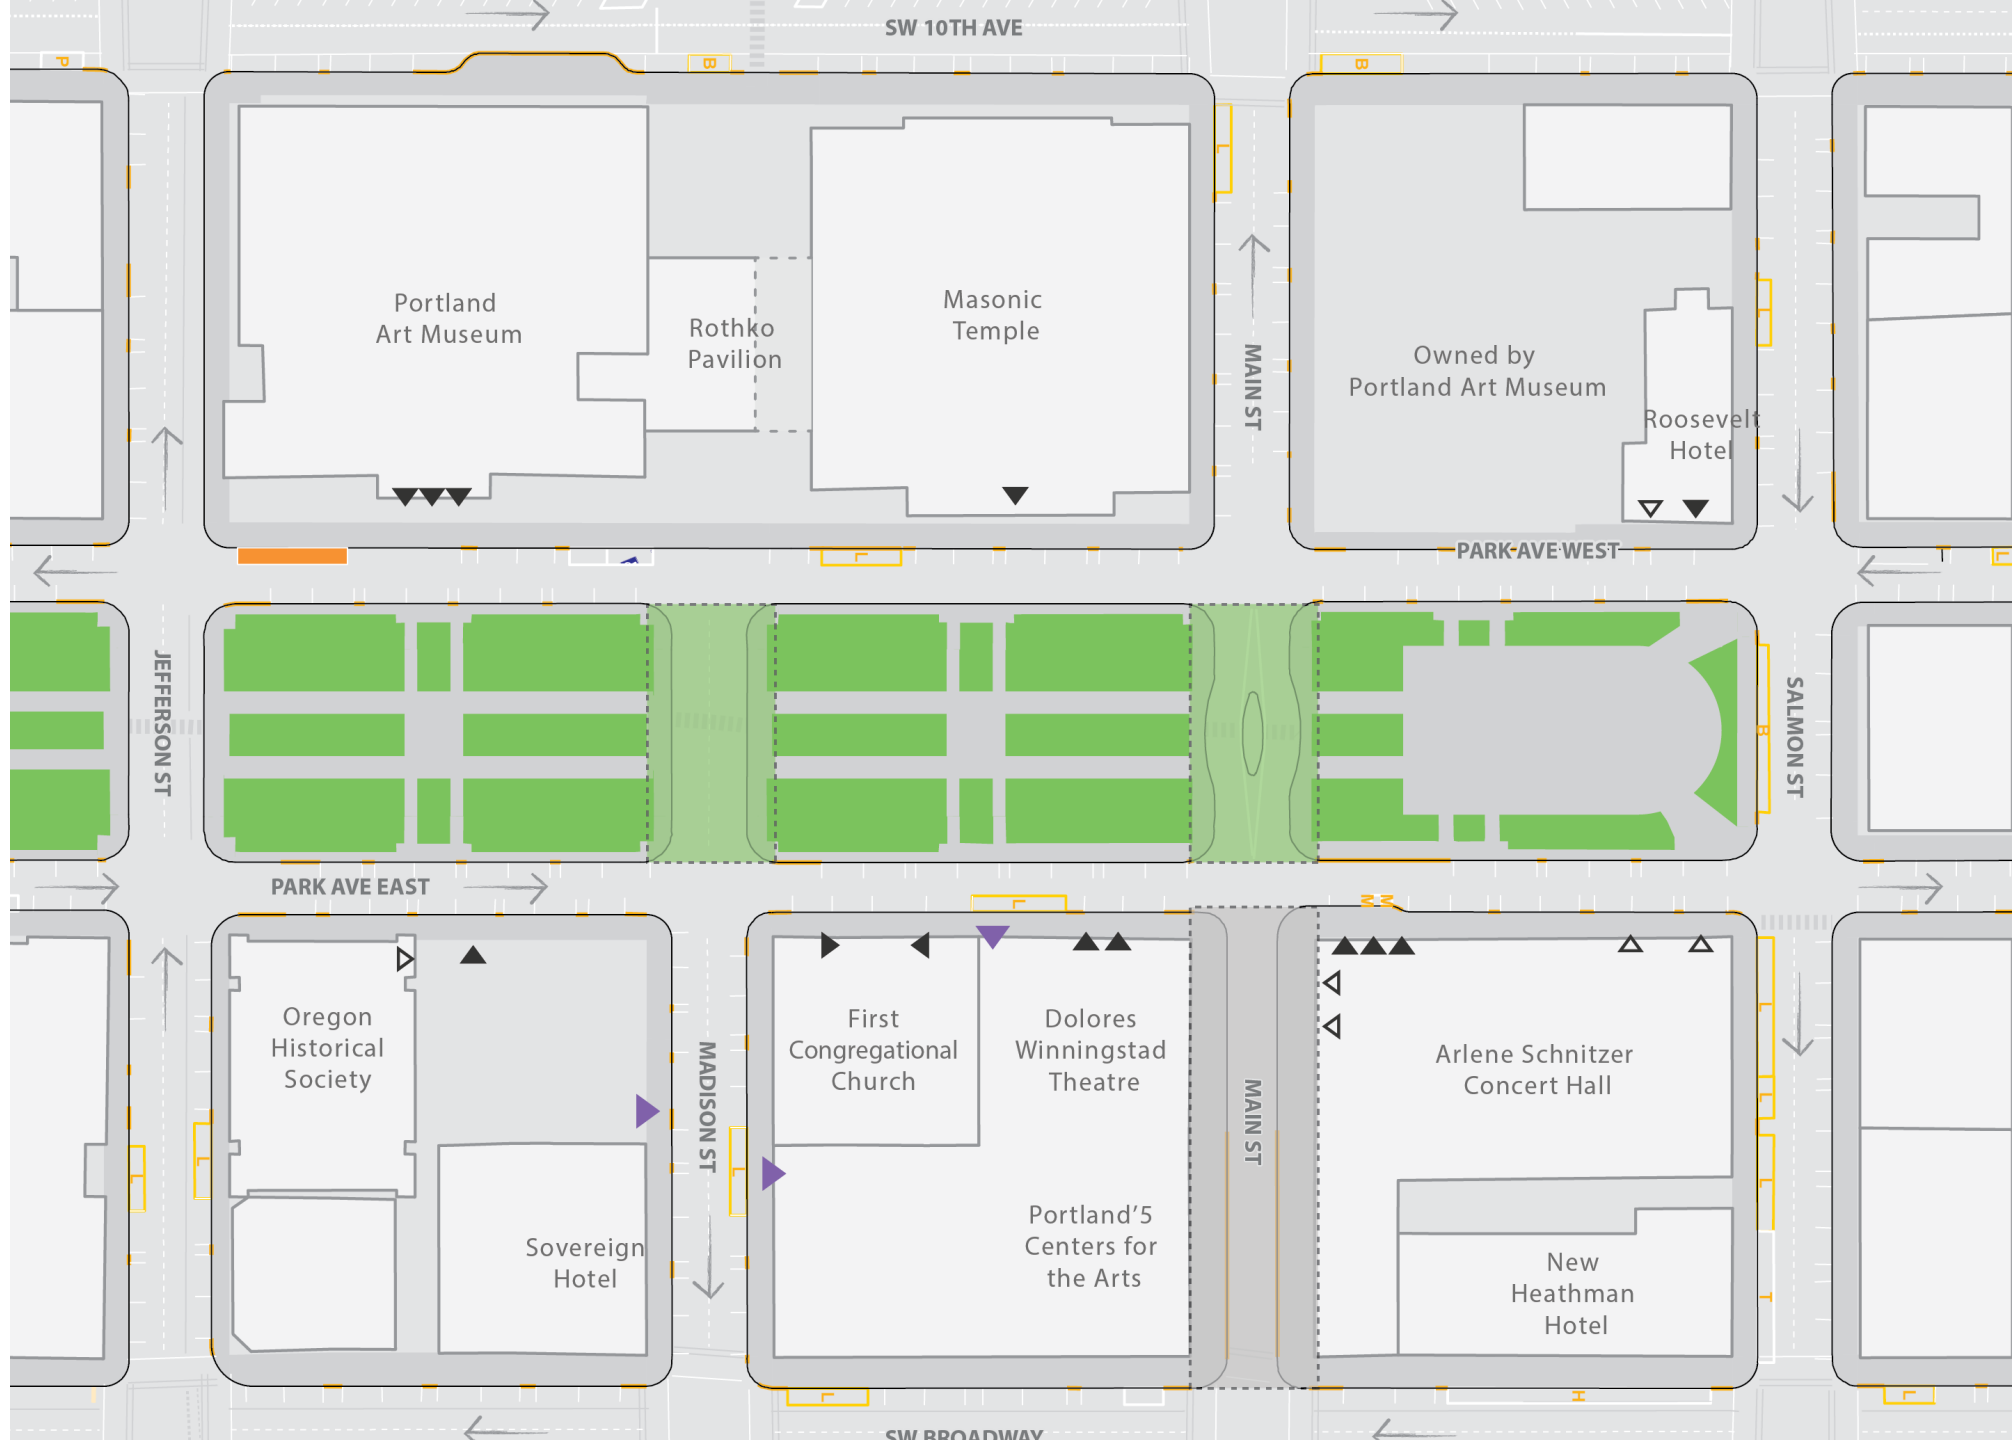 SW 10TH AVE
P
B
B
L
Portland
Art Museum
Rothko
Pavilion
Masonic
Temple
MAIN ST
Owned by
Portland Art Museum
Roosevelt
Hotel
L
L
PARK AVE WEST
L
JEFFERSON ST
SALMON ST
B
PARK AVE EAST
L
M
M
Oregon
Historical
Society
First
Congregational
Church
Dolores
Winningstad
Theatre
Arlene Schnitzer
Concert Hall
MADISON ST
MAIN ST
L
L
L
L
L
L
Sovereign
Hotel
Portland'5
Centers for
the Arts
New
Heathman
Hotel
T
L
H
L
SW BROADWAY